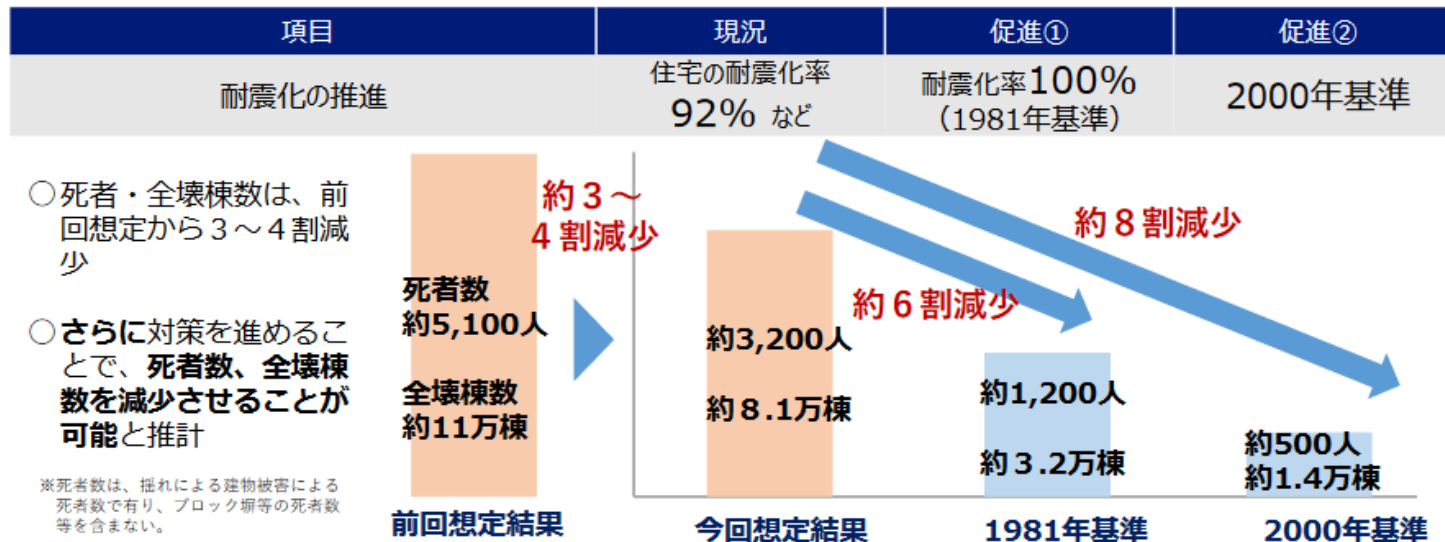 項目
現況
促進①
促進②
耐震化の推進
住宅の耐震化率
92% など
耐震化率100%
（1981年基準）
2000年基準
○死者・全壊棟数は、前
回想定から３～４割減
少
○さらに対策を進めるこ
とで、死者数、全壊棟
数を減少させることが
可能と推計
※死者数は、揺れによる建物被害による
死者数で有り、ブロック塀等の死者数
等を含まない。
死者数
約5,100人
全壊棟数
約11万棟
前回想定結果
約３～
４割減少
約3,200人
約８.1万棟
今回想定結果
約６割減少
約1,200人
約３.2万棟
1981年基準
約８割減少
約500人
約1.4万棟
2000年基準